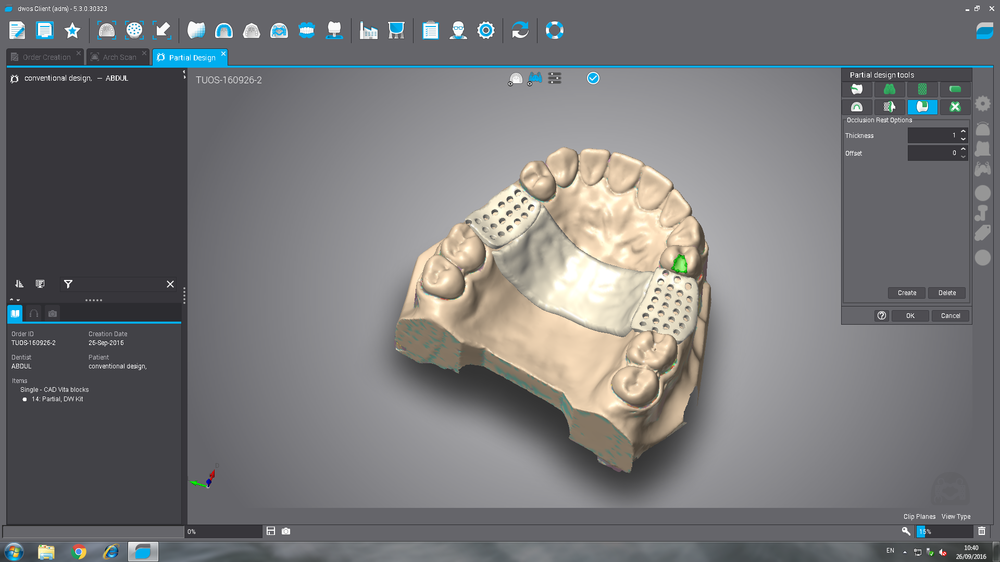 dwos Client (adm) - 5.3.0.30323
Order Creation
Arch Scan
Partial Design
conventional design, — ABDUL
TUOS-160926-2
Partial design tools
Occlusion Rest Options
Thickness 1
Offset 0
Create Delete
OK Cancel
Order ID Creation Date
TUOS-160926-2 26-Sep-2016
Dentist Patient
ABDUL conventional design,
Items
Single - CAD Vita blocks
14: Partial, DW Kit
D
Clip Planes View Type
0%
15%
EN
10:40
26/09/2016